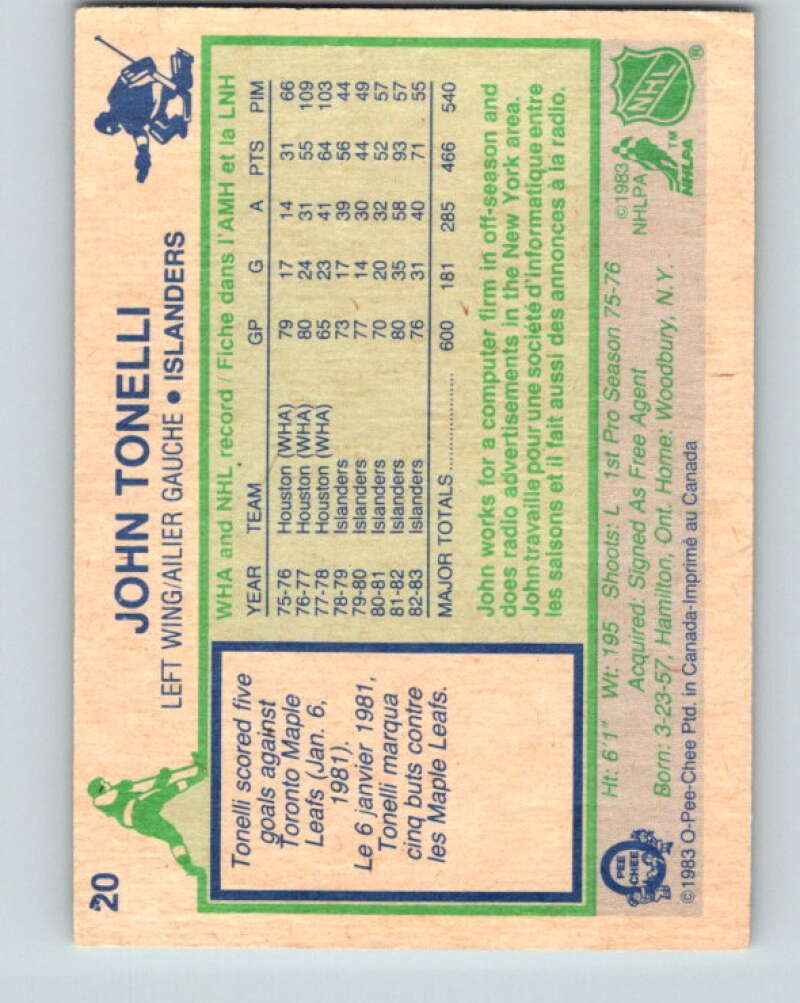 20
JOHN TONELLI
LEFT WING/AILIER GAUCHE • ISLANDERS
Tonelli scored five
goals against
Toronto Maple
Leafs (Jan. 6,
1981).
Le 6 janvier 1981,
Tonelli marqua
cinq buts contre
les Maple Leafs.
WHA and NHL record / Fiche dans l'AMH et la LNH
YEAR TEAM GP G A PTS PIM
75-76 Houston (WHA) 79 17 14 31 66
76-77 Houston (WHA) 80 24 31 55 109
77-78 Houston (WHA) 65 23 41 64 103
78-79 Islanders 73 17 39 56 44
79-80 Islanders 77 14 30 44 49
80-81 Islanders 70 20 32 52 57
81-82 Islanders 80 35 58 93 57
82-83 Islanders 76 31 40 71 55
MAJOR TOTALS .................. 600 181 285 466 540
John works for a computer firm in off-season and
does radio advertisements in the New York area.
John travaille pour une société d'informatique entre
les saisons et il fait aussi des annonces à la radio.
Ht: 6'1" Wt: 195 Shoots: L 1st Pro Season 75-76
Acquired: Signed As Free Agent
Born: 3-23-57, Hamilton, Ont. Home: Woodbury, N.Y.
©1983
NHLPA
NHLPA™
NHL®
O PEE CHEE
©1983 O-Pee-Chee Ptd. in Canada-Imprimé au Canada